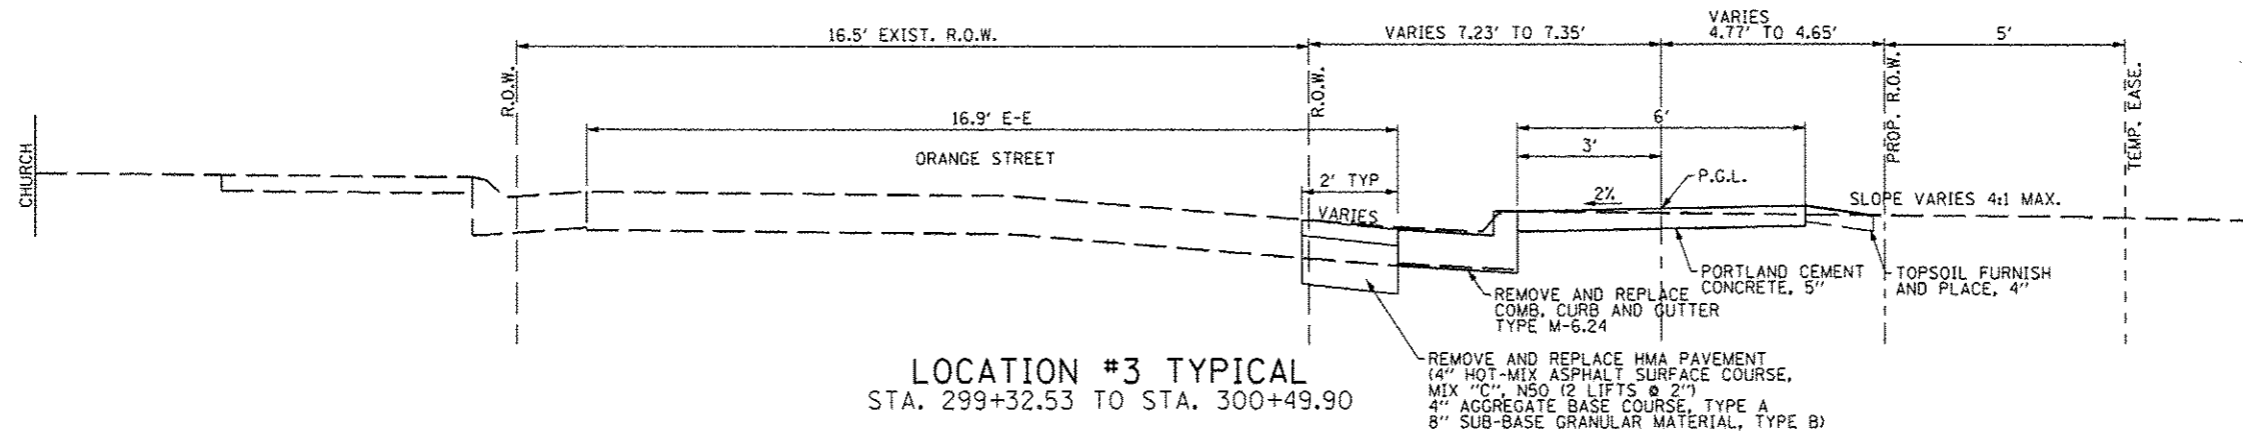 VARIES
16.5' EXIST. R.O.W.
VARIES 7.23' TO 7.35'
4.77' TO 4.65'
5'
R.O.W.
R.O.W.
PROP. R.O.W.
TEMP. EASE.
16.9' E-E
6'
CHURCH
ORANGE STREET
3'
2' TYP
P.G.L.
2%
SLOPE VARIES 4:1 MAX.
VARIES
PORTLAND CEMENT
CONCRETE, 5"
TOPSOIL FURNISH
AND PLACE, 4"
REMOVE AND REPLACE
COMB. CURB AND GUTTER
TYPE M-6.24
LOCATION #3 TYPICAL
STA. 299+32.53 TO STA. 300+49.90
REMOVE AND REPLACE HMA PAVEMENT
(4" HOT-MIX ASPHALT SURFACE COURSE,
MIX "C", N50 (2 LIFTS @ 2")
4" AGGREGATE BASE COURSE, TYPE A
8" SUB-BASE GRANULAR MATERIAL, TYPE B)